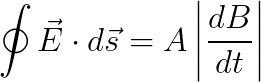 ∮ E⃗ · ds⃗ = A |dB/dt|